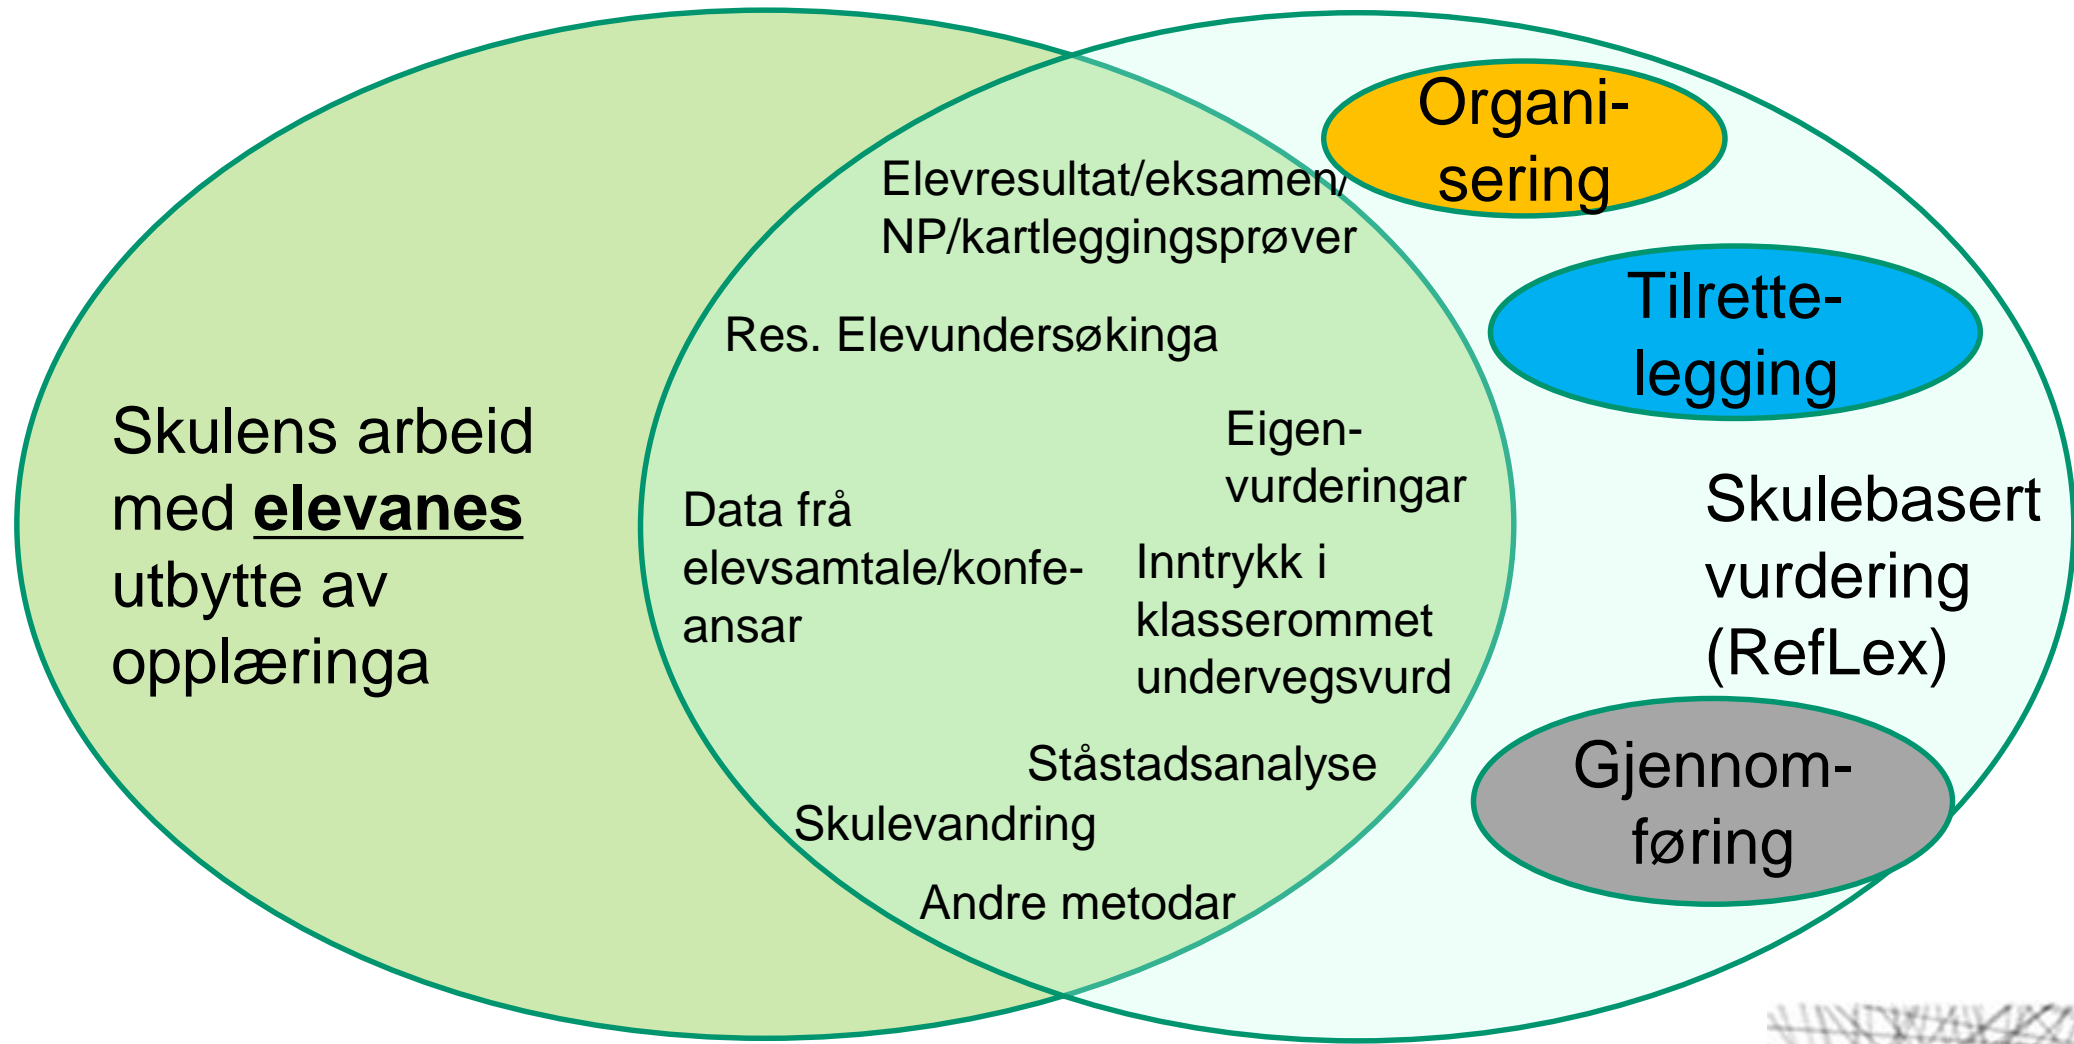 Organi-
sering
Elevresultat/eksamen/
NP/kartleggingsprøver
Tilrette-
legging
Res. Elevundersøkinga
Skulens arbeid
med elevanes
utbytte av
opplæringa
Eigen-
vurderingar
Data frå
elevsamtale/konfe-
ansar
Inntrykk i
klasserommet
undervegsvurd
Skulebasert
vurdering
(RefLex)
Ståstadsanalyse
Skulevandring
Andre metodar
Gjennom-
føring